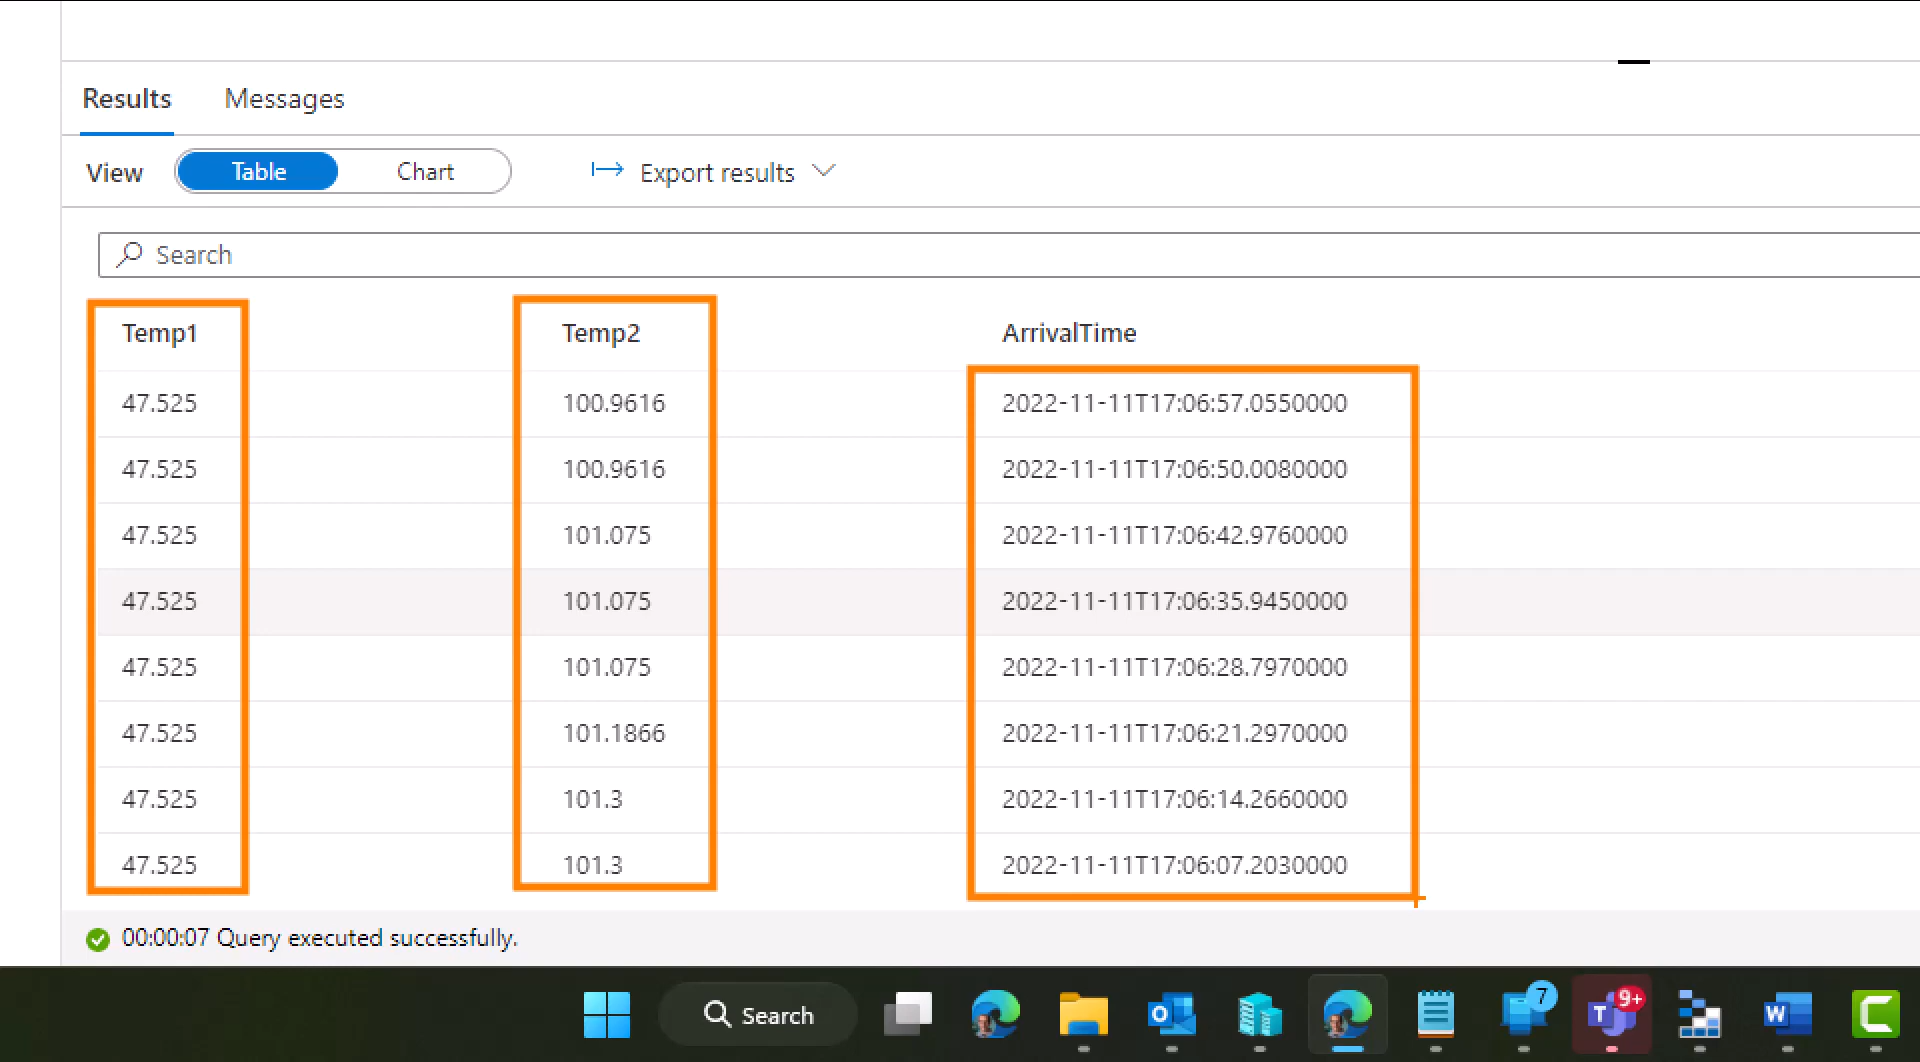 Results Messages
View Table Chart Export results
Search
Temp1 Temp2 ArrivalTime
47.525 100.9616 2022-11-11T17:06:57.0550000
47.525 100.9616 2022-11-11T17:06:50.0080000
47.525 101.075 2022-11-11T17:06:42.9760000
47.525 101.075 2022-11-11T17:06:35.9450000
47.525 101.075 2022-11-11T17:06:28.7970000
47.525 101.1866 2022-11-11T17:06:21.2970000
47.525 101.3 2022-11-11T17:06:14.2660000
47.525 101.3 2022-11-11T17:06:07.2030000
00:00:07 Query executed successfully.
Search O 7 T 9+ W C